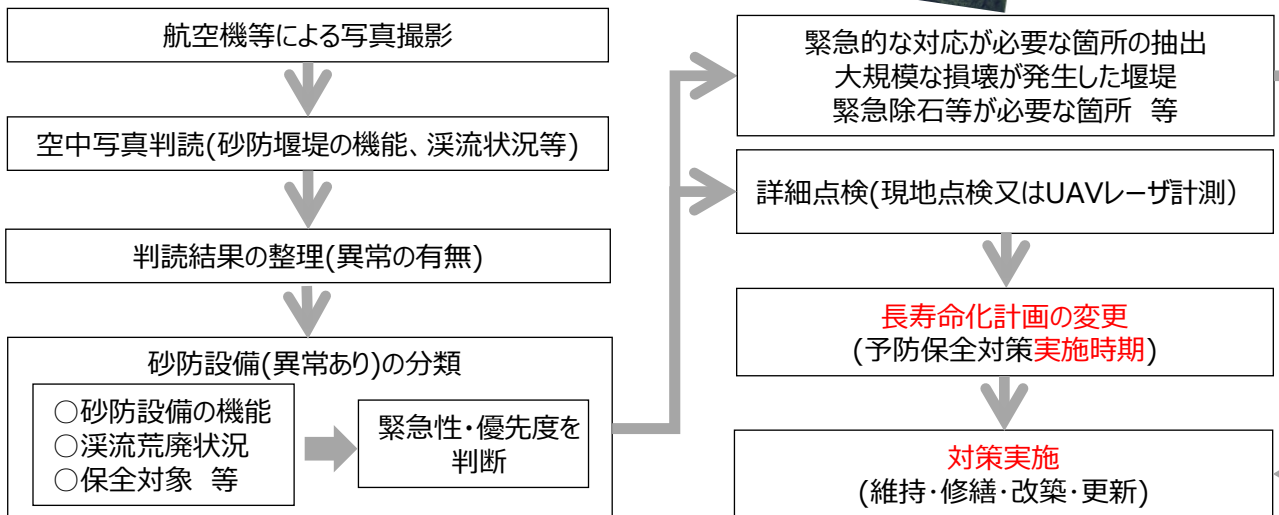 航空機等による写真撮影
空中写真判読(砂防堰堤の機能、渓流状況等)
判読結果の整理(異常の有無)
砂防設備(異常あり)の分類
○砂防設備の機能
○渓流荒廃状況
○保全対象 等
緊急性・優先度を
判断
緊急的な対応が必要な箇所の抽出
大規模な損壊が発生した堰堤
緊急除石等が必要な箇所 等
詳細点検(現地点検又はUAVレーザ計測)
長寿命化計画の変更
(予防保全対策実施時期)
対策実施
(維持・修繕・改築・更新)